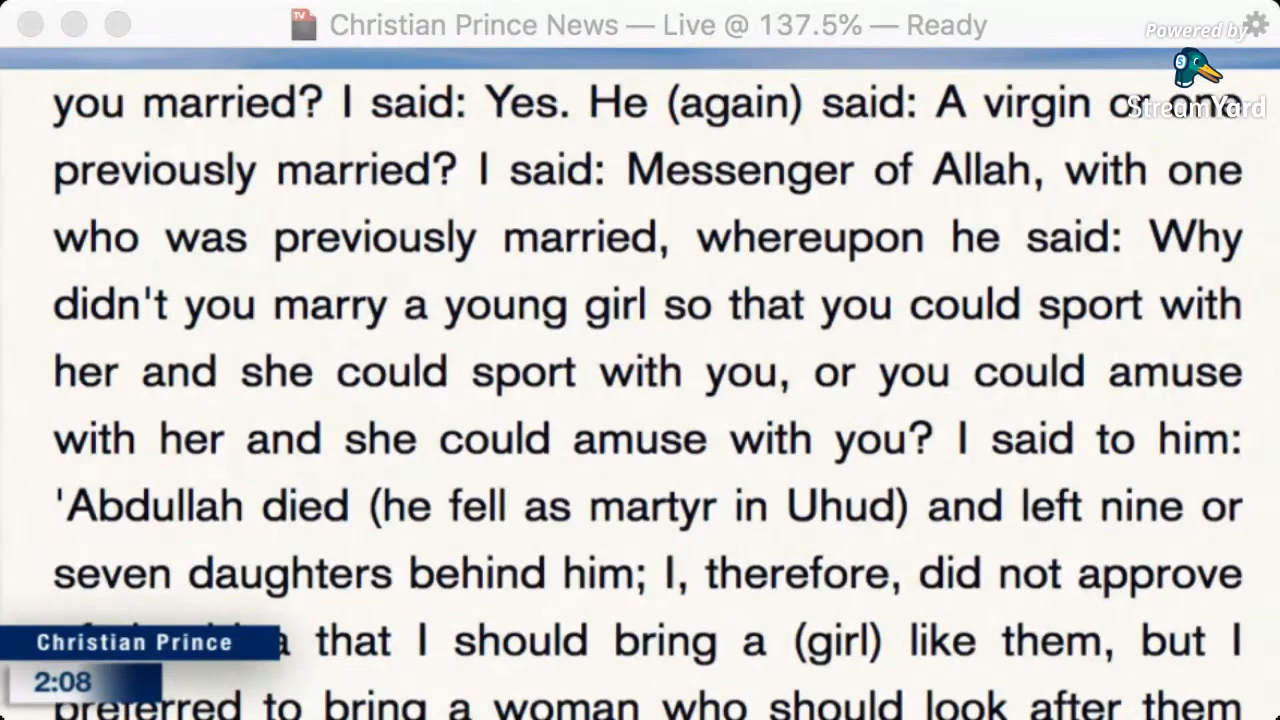 Christian Prince News — Live @ 137.5% — Ready
Powered by
StreamYard
you married? I said: Yes. He (again) said: A virgin or one
previously married? I said: Messenger of Allah, with one
who was previously married, whereupon he said: Why
didn't you marry a young girl so that you could sport with
her and she could sport with you, or you could amuse
with her and she could amuse with you? I said to him:
'Abdullah died (he fell as martyr in Uhud) and left nine or
seven daughters behind him; I, therefore, did not approve
that I should bring a (girl) like them, but I
preferred to bring a woman who should look after them
Christian Prince
2:08